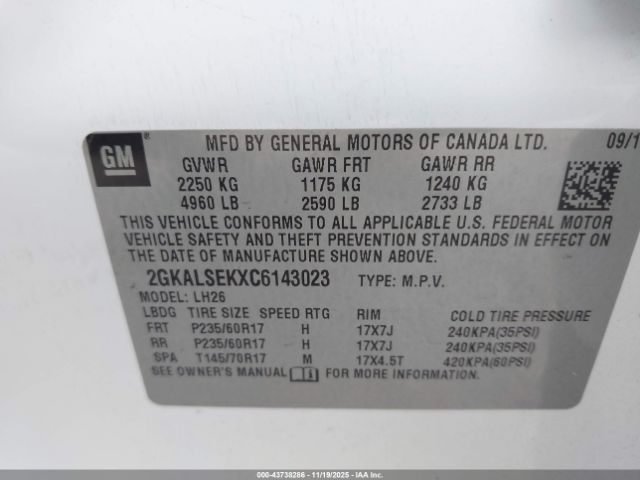 GM
®
MFD BY GENERAL MOTORS OF CANADA LTD. 09/1
GVWR GAWR FRT GAWR RR
2250 KG 1175 KG 1240 KG
4960 LB 2590 LB 2733 LB
THIS VEHICLE CONFORMS TO ALL APPLICABLE U.S. FEDERAL MOTOR
VEHICLE SAFETY AND THEFT PREVENTION STANDARDS IN EFFECT ON
THE DATE OF MANUFACTURE SHOWN ABOVE.
2GKALSEKXC6143023 TYPE: M.P.V.
MODEL: LH26
LBDG TIRE SIZE SPEED RTG RIM COLD TIRE PRESSURE
FRT P235/60R17 H 17X7J 240KPA(35PSI)
RR P235/60R17 H 17X7J 240KPA(35PSI)
SPA T145/70R17 M 17X4.5T 420KPA(60PSI)
SEE OWNER'S MANUAL FOR MORE INFORMATION.
000-43738286 - 11/19/2025 - IAAI.COM